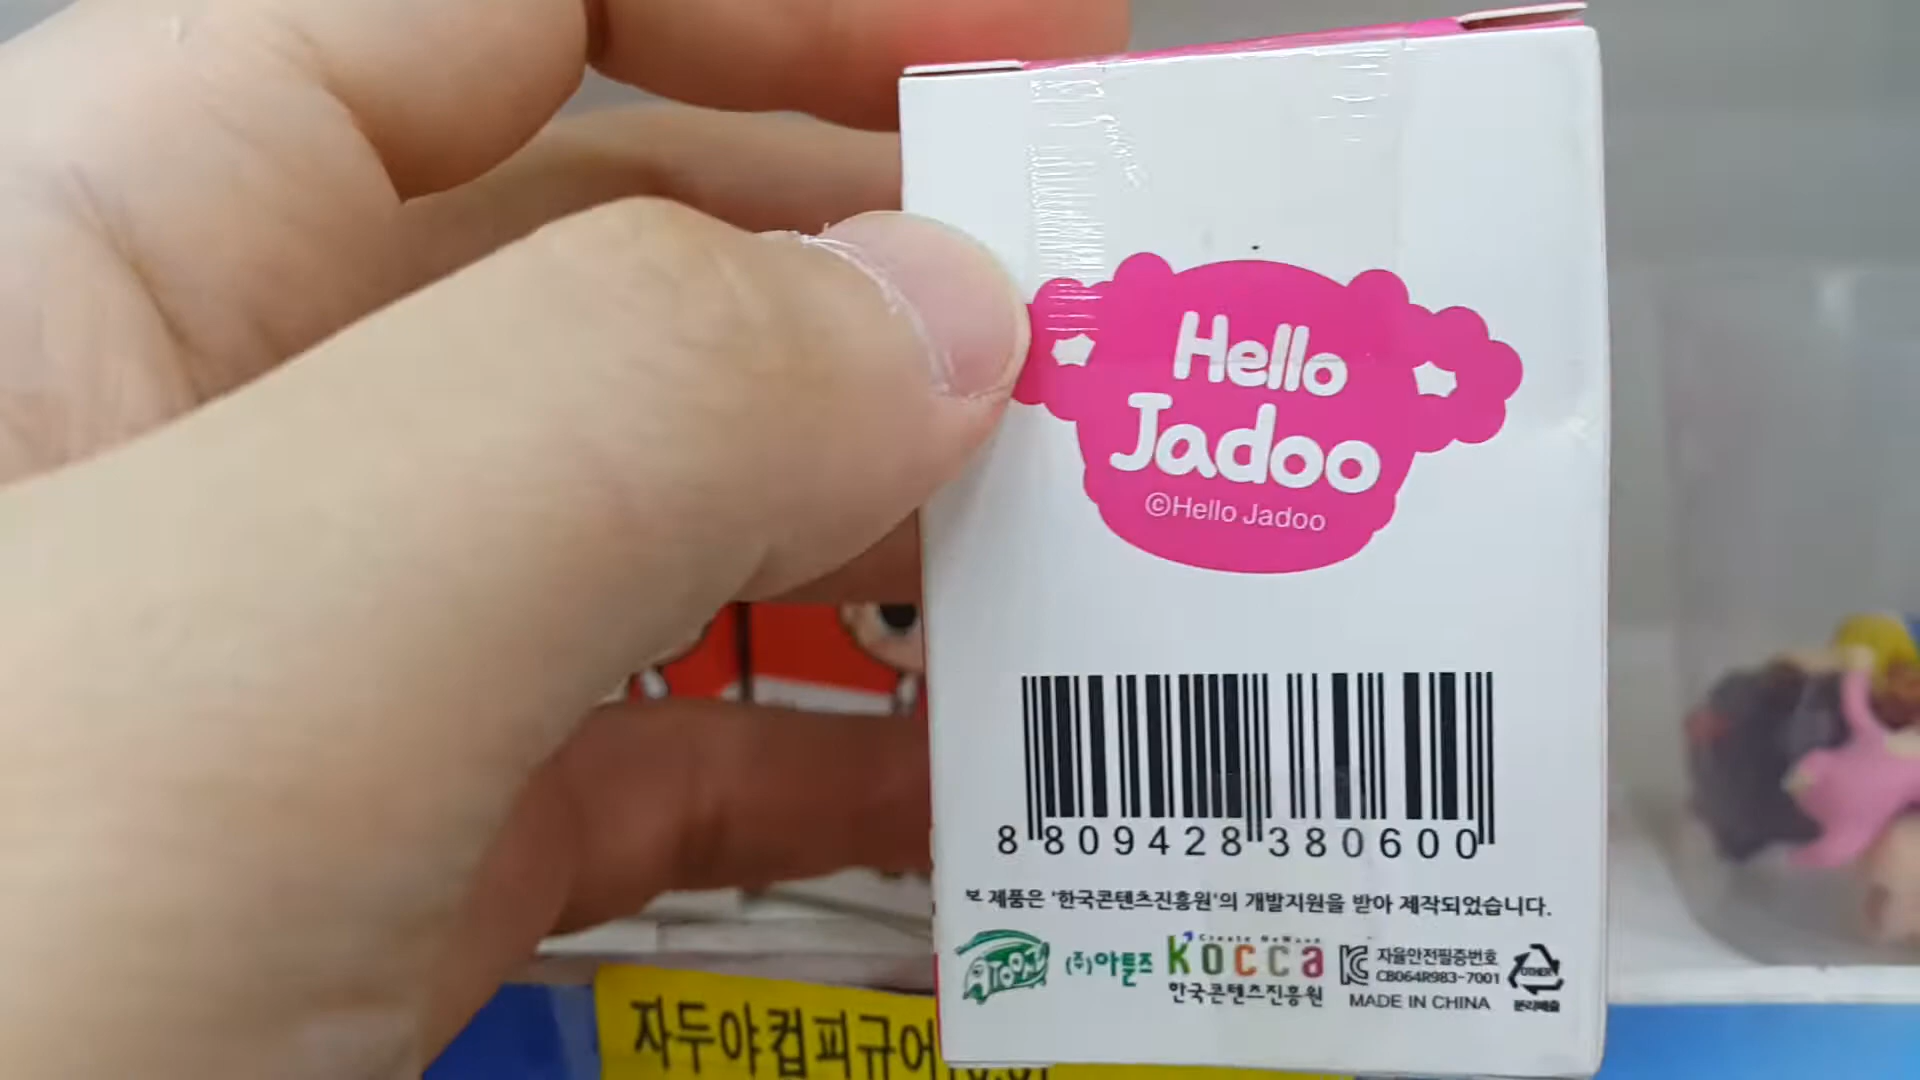 Hello
Jadoo
©Hello Jadoo
8 809428 380600
본 제품은 '한국콘텐츠진흥원'의 개발지원을 받아 제작되었습니다.
(주)아툴즈
kocca
한국콘텐츠진흥원
자율안전필증번호
CB064R983-7001
MADE IN CHINA
OTHER
분리배출
자두야컵피규어